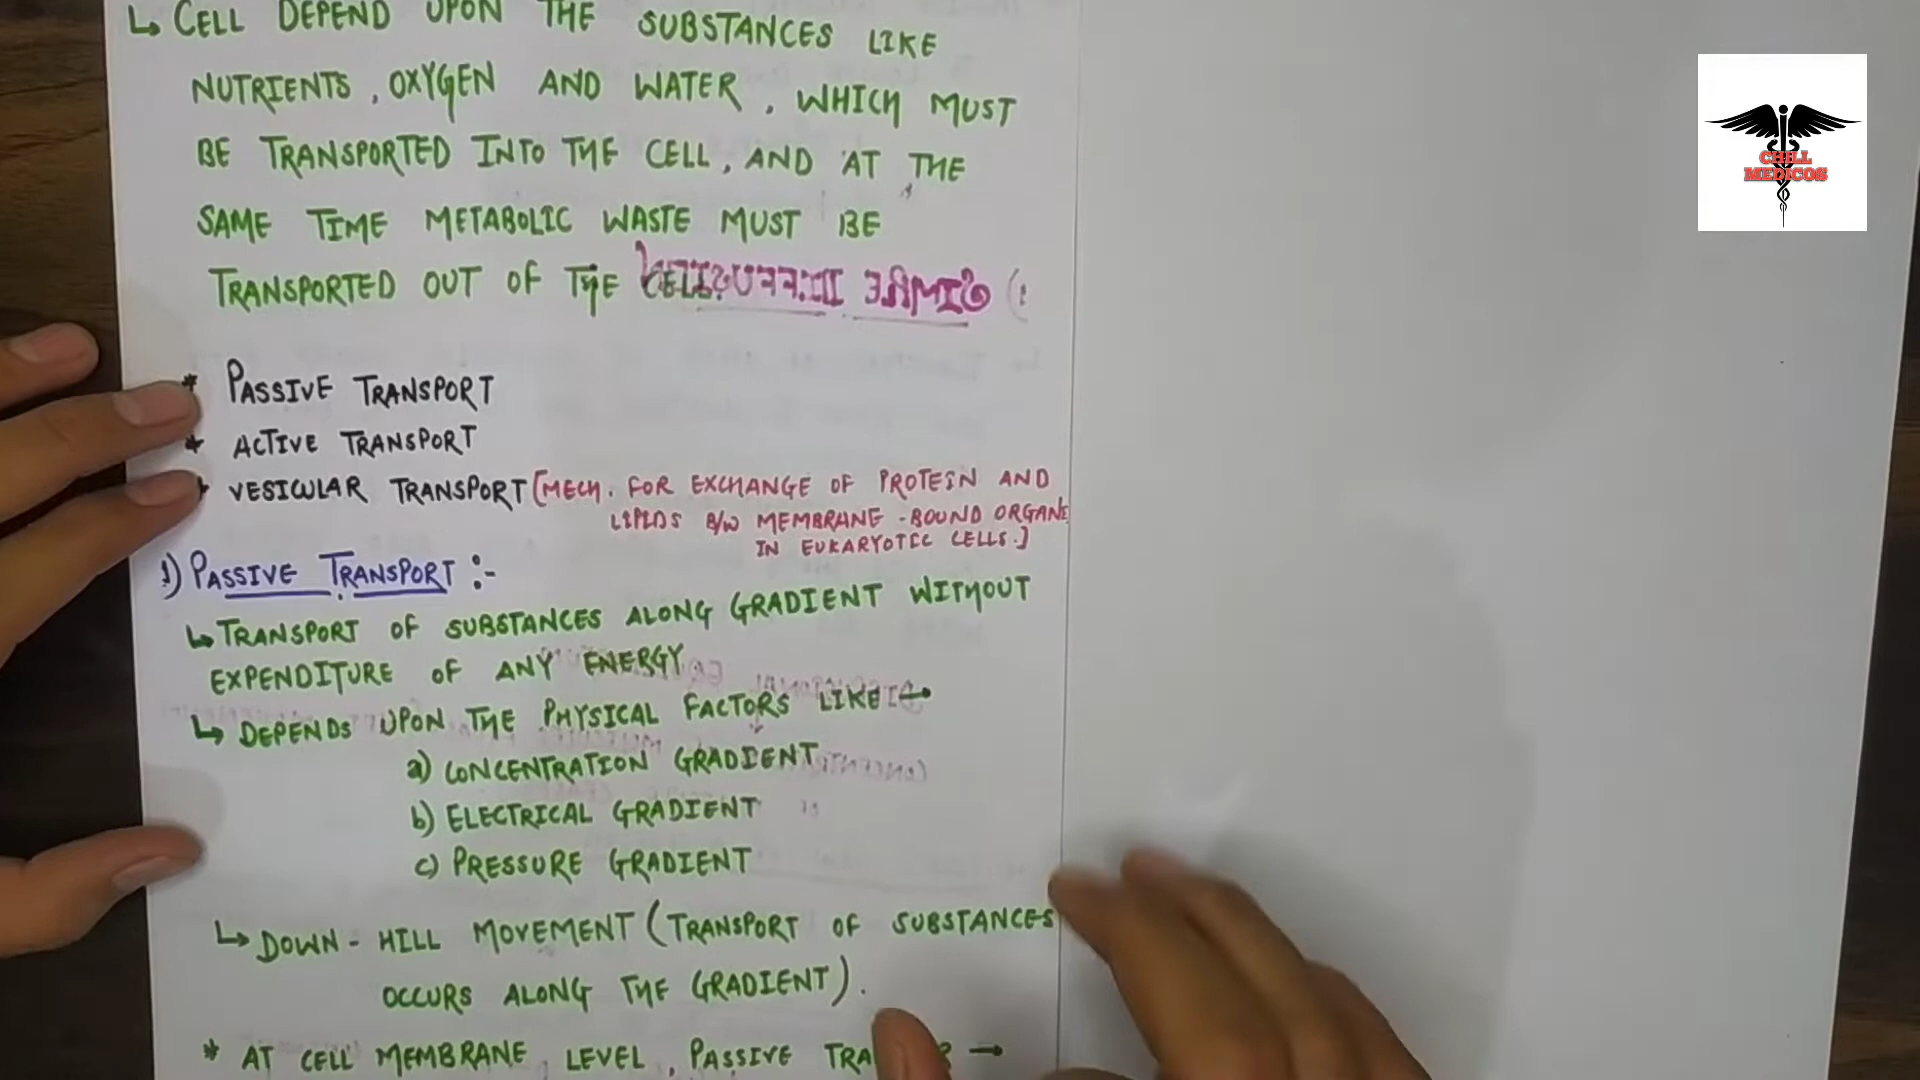 ↳ CELL DEPEND UPON THE SUBSTANCES LIKE
NUTRIENTS, OXYGEN AND WATER, WHICH MUST
BE TRANSPORTED INTO THE CELL, AND AT THE
SAME TIME METABOLIC WASTE MUST BE
TRANSPORTED OUT OF THE CELL.
* PASSIVE TRANSPORT
* ACTIVE TRANSPORT
* VESICULAR TRANSPORT [MECH. FOR EXCHANGE OF PROTEIN AND
LIPIDS B/W MEMBRANE-BOUND ORGANE
IN EUKARYOTIC CELLS.]
1) PASSIVE TRANSPORT :-
↳ TRANSPORT OF SUBSTANCES ALONG GRADIENT WITHOUT
EXPENDITURE OF ANY ENERGY
↳ DEPENDS UPON THE PHYSICAL FACTORS LIKE →
a) CONCENTRATION GRADIENT
b) ELECTRICAL GRADIENT
c) PRESSURE GRADIENT
↳ DOWN-HILL MOVEMENT (TRANSPORT OF SUBSTANCES
OCCURS ALONG THE GRADIENT).
* AT CELL MEMBRANE LEVEL, PASSIVE →
CHILL
MEDICOS